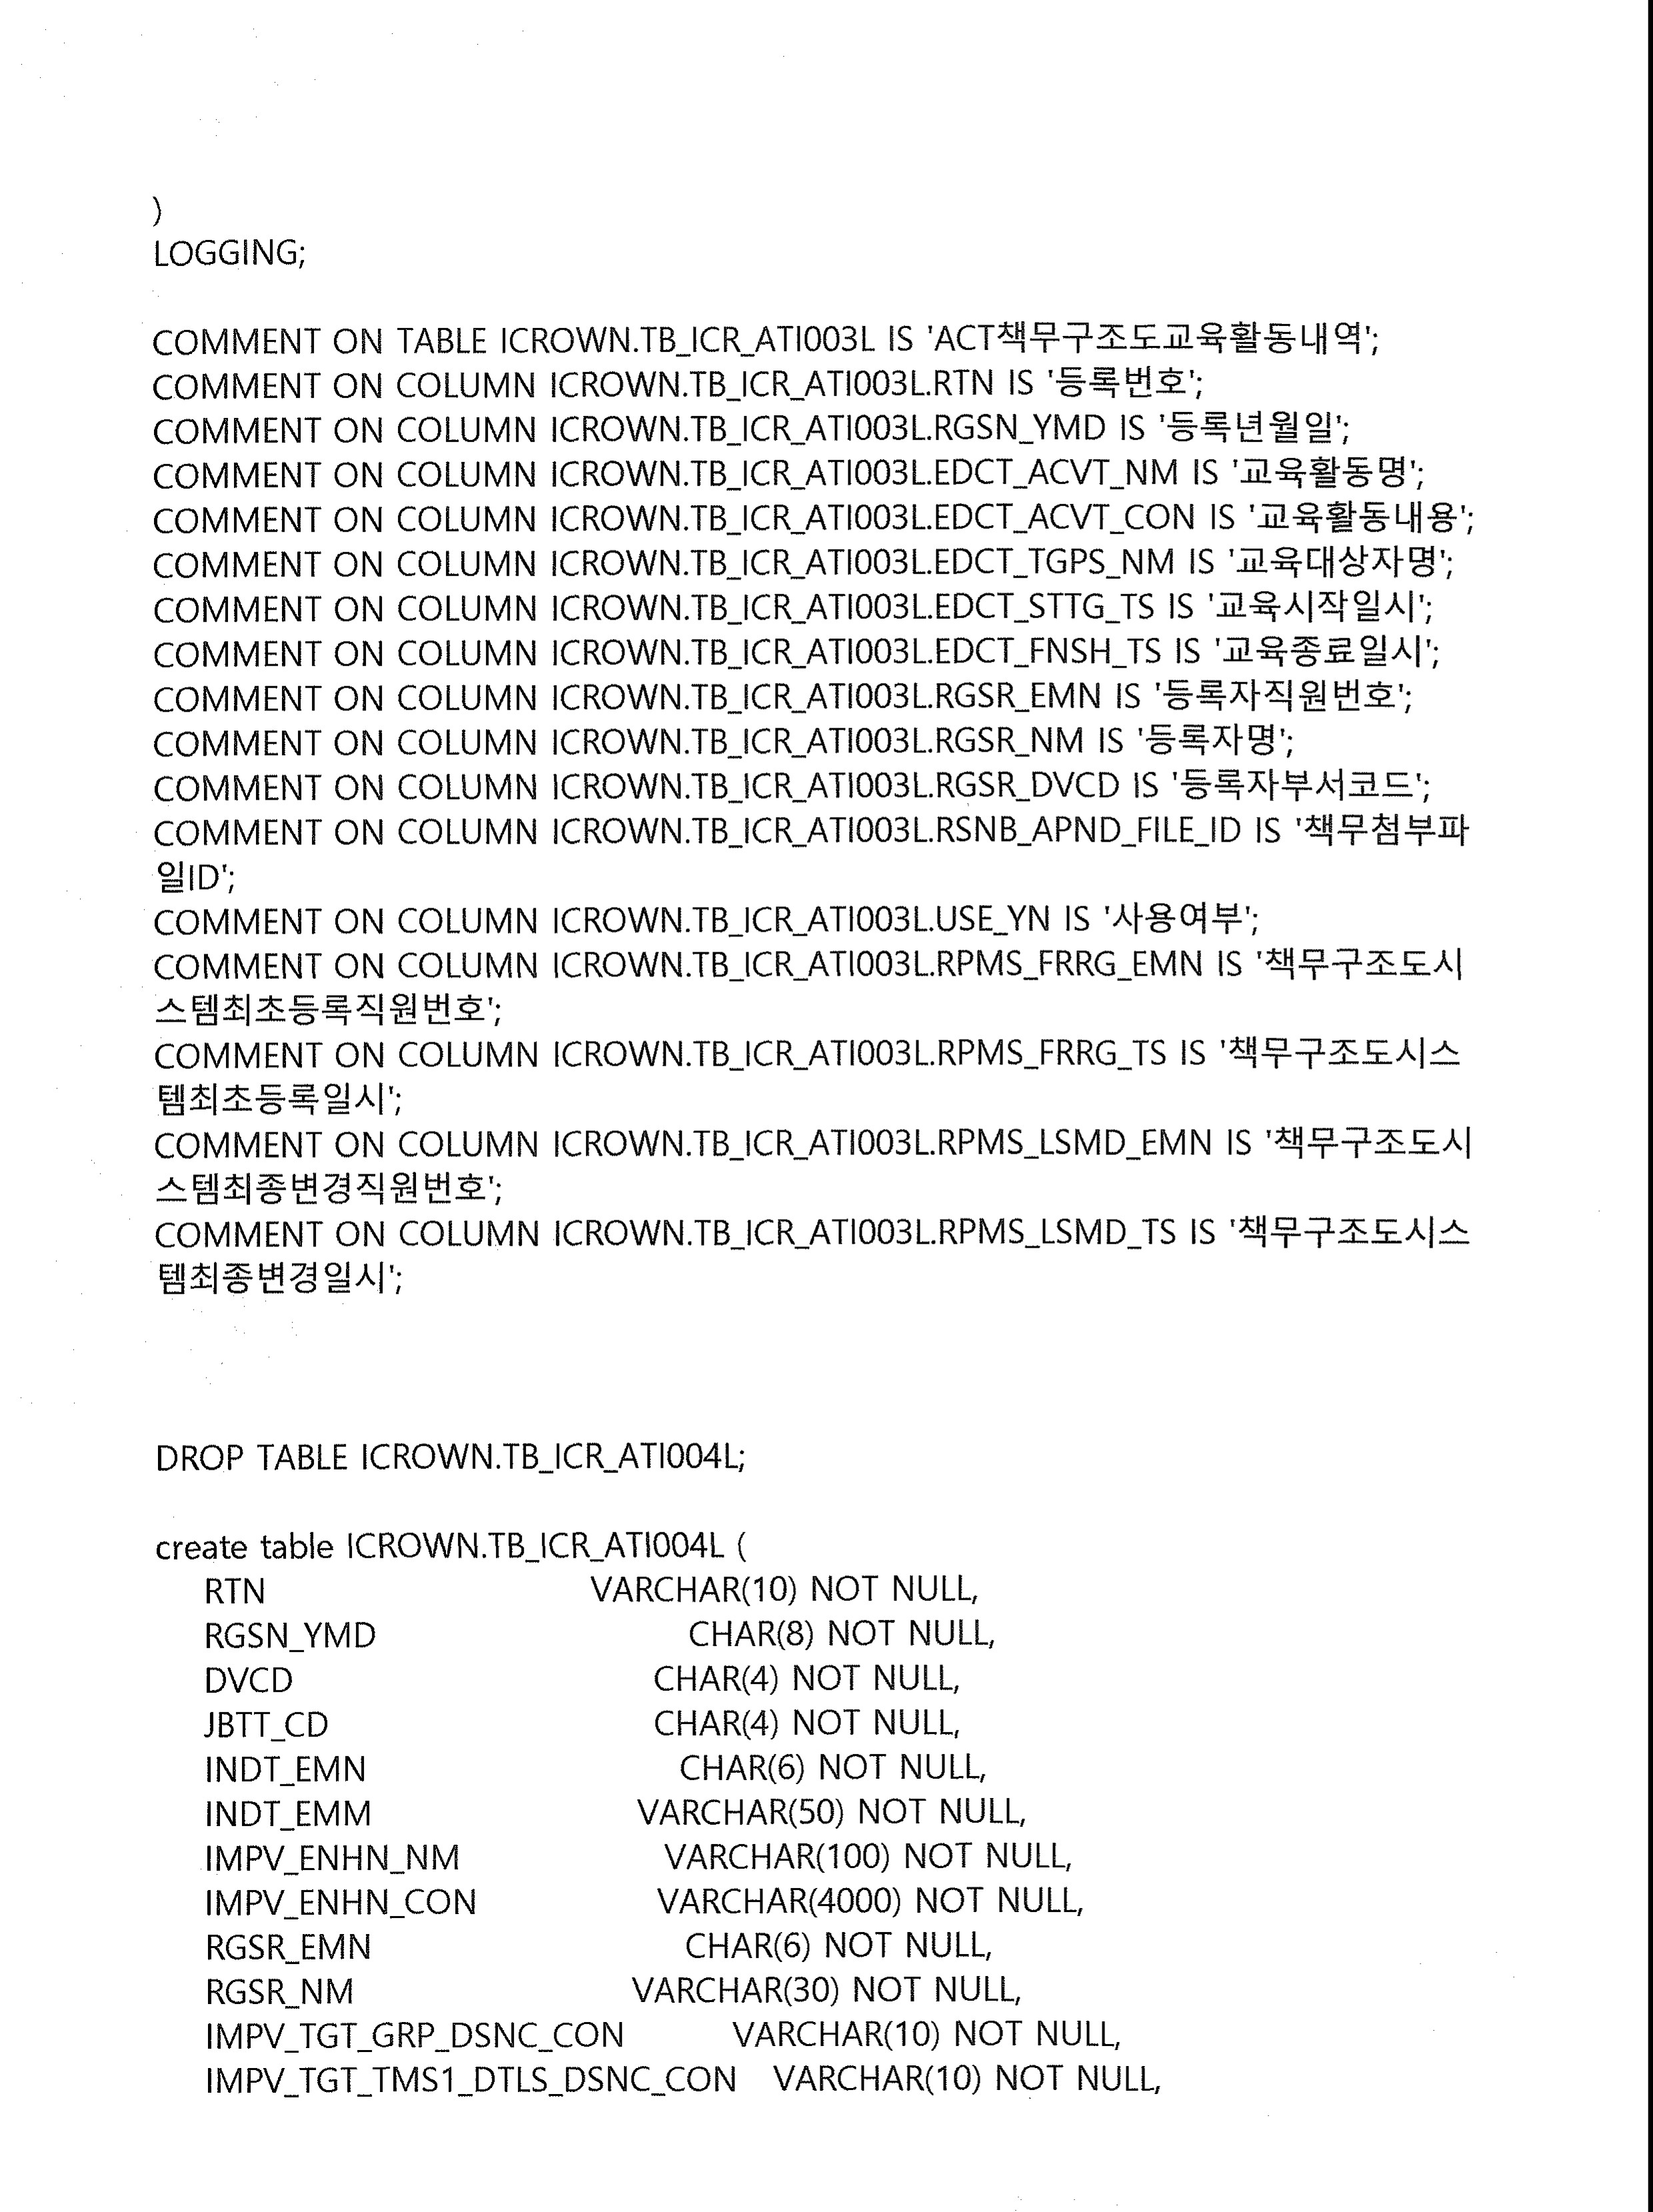 )
LOGGING;
COMMENT ON TABLE ICROWN.TB_ICR_ATI003L IS 'ACT책무구조도교육활동내역';
COMMENT ON COLUMN ICROWN.TB_ICR_ATI003L.RTN IS '등록번호';
COMMENT ON COLUMN ICROWN.TB_ICR_ATI003L.RGSN_YMD IS '등록년월일';
COMMENT ON COLUMN ICROWN.TB_ICR_ATI003L.EDCT_ACVT_NM IS '교육활동명';
COMMENT ON COLUMN ICROWN.TB_ICR_ATI003L.EDCT_ACVT_CON IS '교육활동내용';
COMMENT ON COLUMN ICROWN.TB_ICR_ATI003L.EDCT_TGPS_NM IS '교육대상자명';
COMMENT ON COLUMN ICROWN.TB_ICR_ATI003L.EDCT_STTG_TS IS '교육시작일시';
COMMENT ON COLUMN ICROWN.TB_ICR_ATI003L.EDCT_FNSH_TS IS '교육종료일시';
COMMENT ON COLUMN ICROWN.TB_ICR_ATI003L.RGSR_EMN IS '등록자직원번호';
COMMENT ON COLUMN ICROWN.TB_ICR_ATI003L.RGSR_NM IS '등록자명';
COMMENT ON COLUMN ICROWN.TB_ICR_ATI003L.RGSR_DVCD IS '등록자부서코드';
COMMENT ON COLUMN ICROWN.TB_ICR_ATI003L.RSNB_APND_FILE_ID IS '책무첨부파
일ID';
COMMENT ON COLUMN ICROWN.TB_ICR_ATI003L.USE_YN IS '사용여부';
COMMENT ON COLUMN ICROWN.TB_ICR_ATI003L.RPMS_FRRG_EMN IS '책무구조도시
스템최초등록직원번호';
COMMENT ON COLUMN ICROWN.TB_ICR_ATI003L.RPMS_FRRG_TS IS '책무구조도시스
템최초등록일시';
COMMENT ON COLUMN ICROWN.TB_ICR_ATI003L.RPMS_LSMD_EMN IS '책무구조도시
스템최종변경직원번호';
COMMENT ON COLUMN ICROWN.TB_ICR_ATI003L.RPMS_LSMD_TS IS '책무구조도시스
템최종변경일시';
DROP TABLE ICROWN.TB_ICR_ATI004L;
create table ICROWN.TB_ICR_ATI004L (
RTN VARCHAR(10) NOT NULL,
RGSN_YMD CHAR(8) NOT NULL,
DVCD CHAR(4) NOT NULL,
JBTT_CD CHAR(4) NOT NULL,
INDT_EMN CHAR(6) NOT NULL,
INDT_EMM VARCHAR(50) NOT NULL,
IMPV_ENHN_NM VARCHAR(100) NOT NULL,
IMPV_ENHN_CON VARCHAR(4000) NOT NULL,
RGSR_EMN CHAR(6) NOT NULL,
RGSR_NM VARCHAR(30) NOT NULL,
IMPV_TGT_GRP_DSNC_CON VARCHAR(10) NOT NULL,
IMPV_TGT_TMS1_DTLS_DSNC_CON VARCHAR(10) NOT NULL,